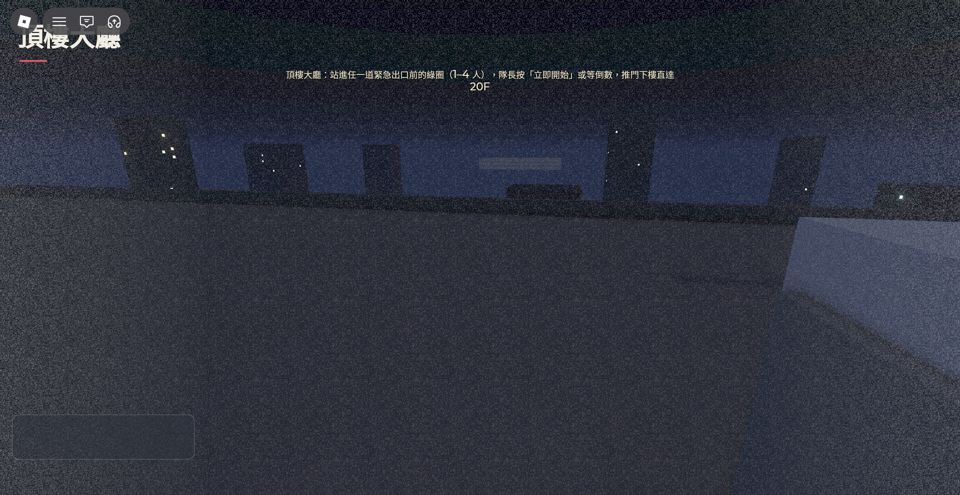 頂樓大廳
頂樓大廳：站進任一道緊急出口前的綠圈（1–4 人），隊長按「立即開始」或等倒數，推門下樓直達
20F